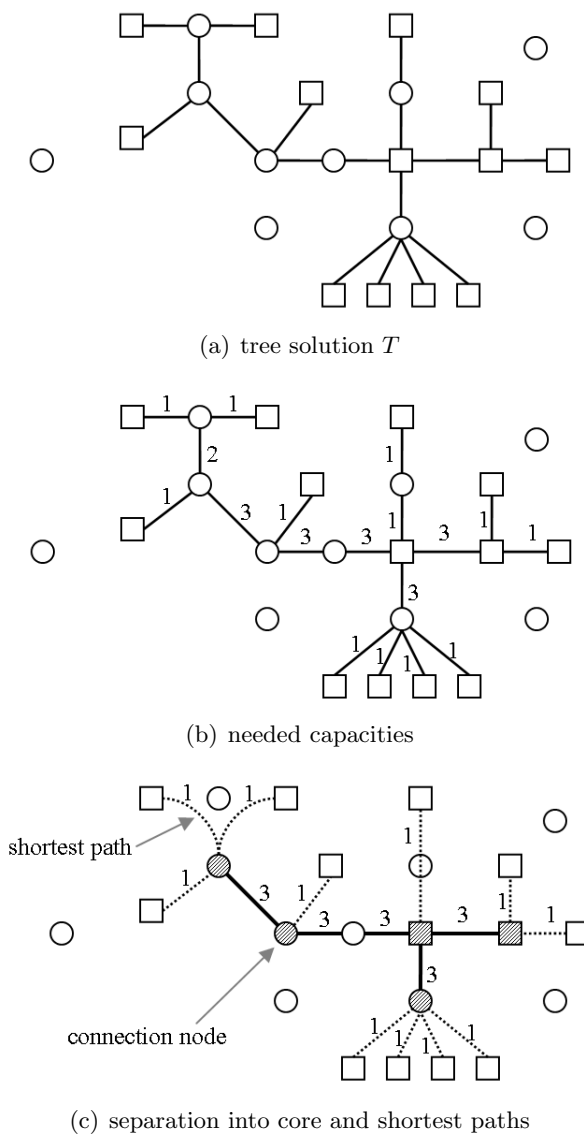 (a) tree solution T
1 1
2
1
1 3 1
3 3 1 3 1 1
3
1 1 1 1
(b) needed capacities
1 1
shortest path
1
1 3 1 1
3 3 3 1 1
3
connection node
1 1 1 1
(c) separation into core and shortest paths